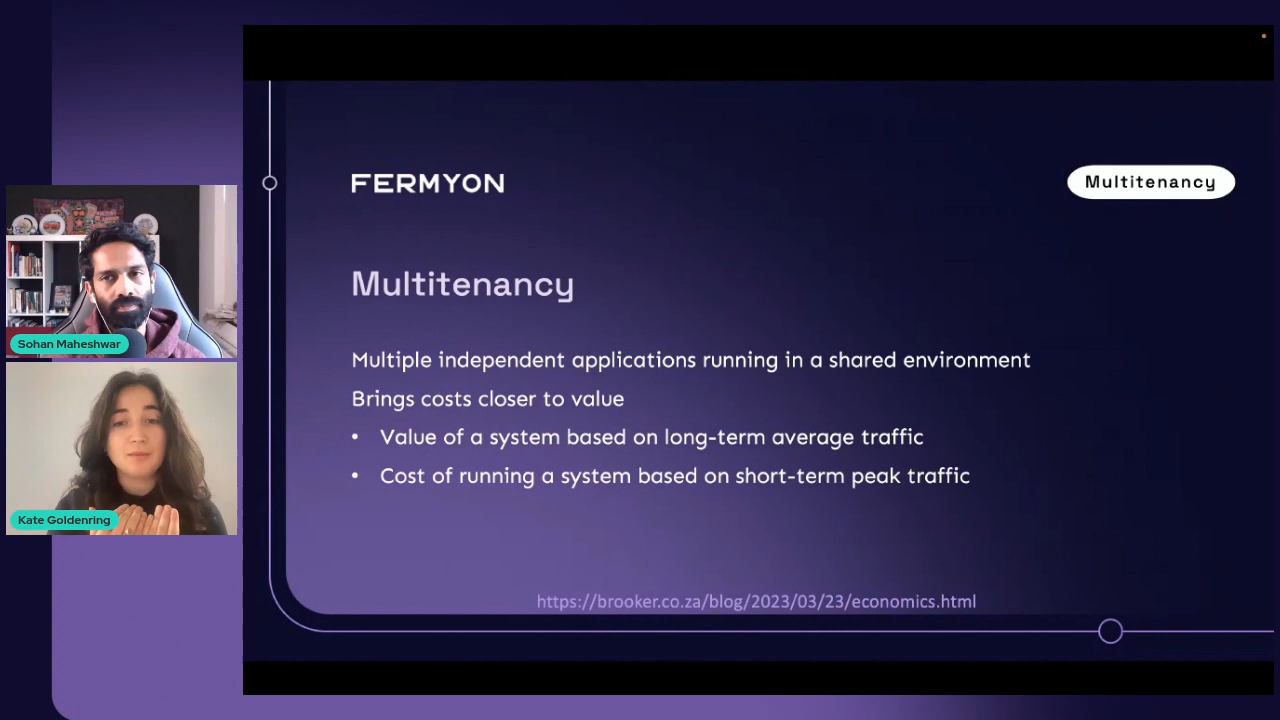 FERMYON
Multitenancy
Multitenancy
Multiple independent applications running in a shared environment
Brings costs closer to value
• Value of a system based on long-term average traffic
• Cost of running a system based on short-term peak traffic
https://brooker.co.za/blog/2023/03/23/economics.html
Sohan Maheshwar
Kate Goldenring